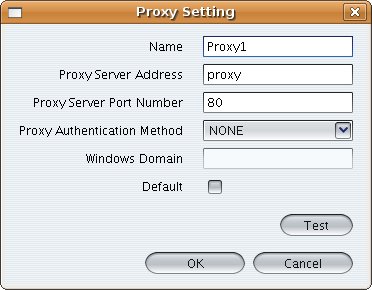 Proxy Setting
Name Proxy1
Proxy Server Address proxy
Proxy Server Port Number 80
Proxy Authentication Method NONE
Windows Domain
Default
Test
OK Cancel